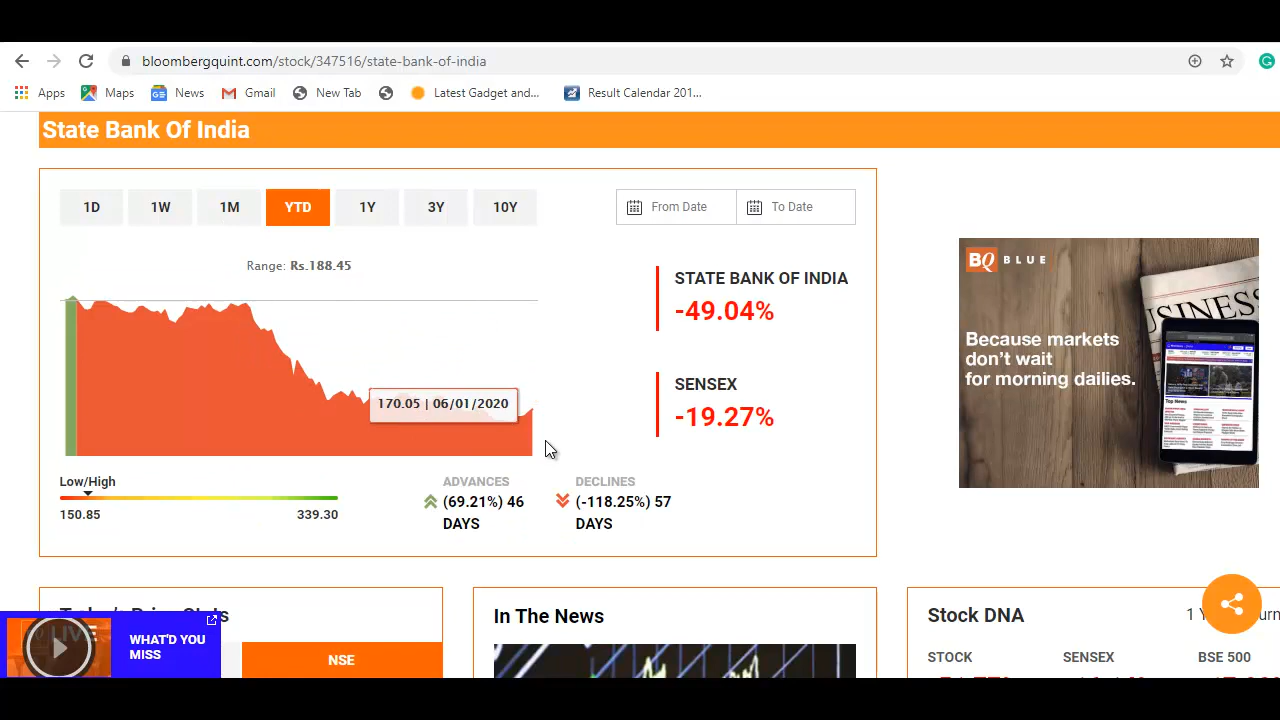 bloombergquint.com/stock/347516/state-bank-of-india
Apps Maps News Gmail New Tab Latest Gadget and... Result Calendar 201...
State Bank Of India
1D 1W 1M YTD 1Y 3Y 10Y From Date To Date
Range: Rs.188.45
STATE BANK OF INDIA
-49.04%
SENSEX
-19.27%
170.05 | 06/01/2020
Low/High
150.85 339.30
ADVANCES
(69.21%) 46
DAYS
DECLINES
(-118.25%) 57
DAYS
BQ BLUE
BUSINESS
Because markets
don't wait
for morning dailies.
Top News
In The News
Stock DNA
STOCK SENSEX BSE 500
LIVE
WHAT'D YOU
MISS
NSE